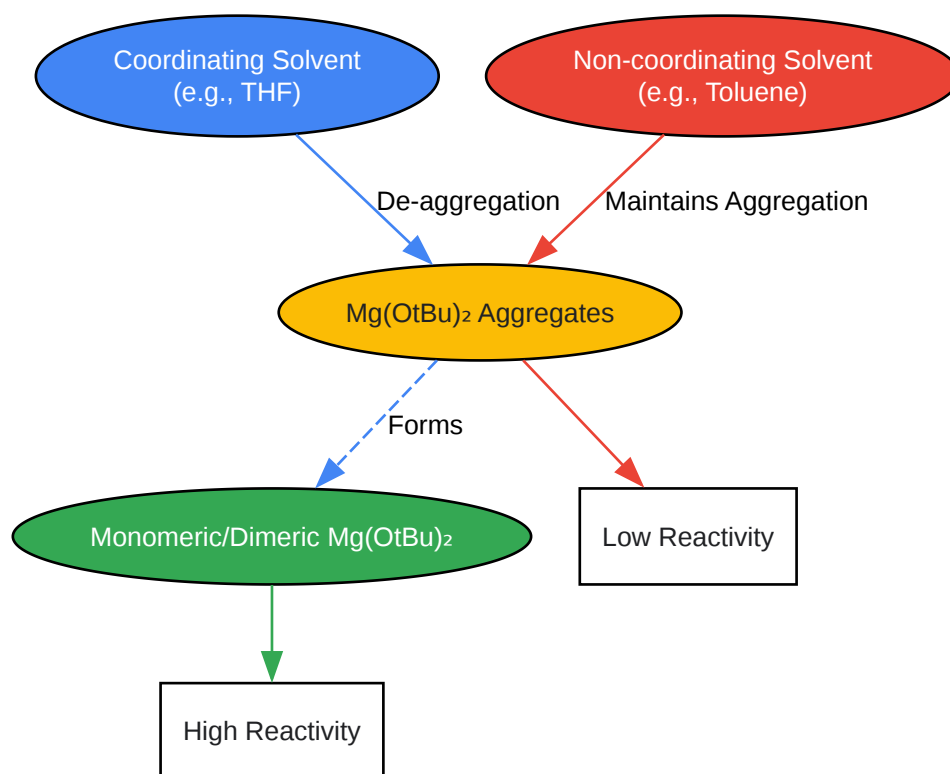 Coordinating Solvent
(e.g., THF)
Non-coordinating Solvent
(e.g., Toluene)
De-aggregation
Maintains Aggregation
Mg(OtBu)₂ Aggregates
Forms
Monomeric/Dimeric Mg(OtBu)₂
Low Reactivity
High Reactivity